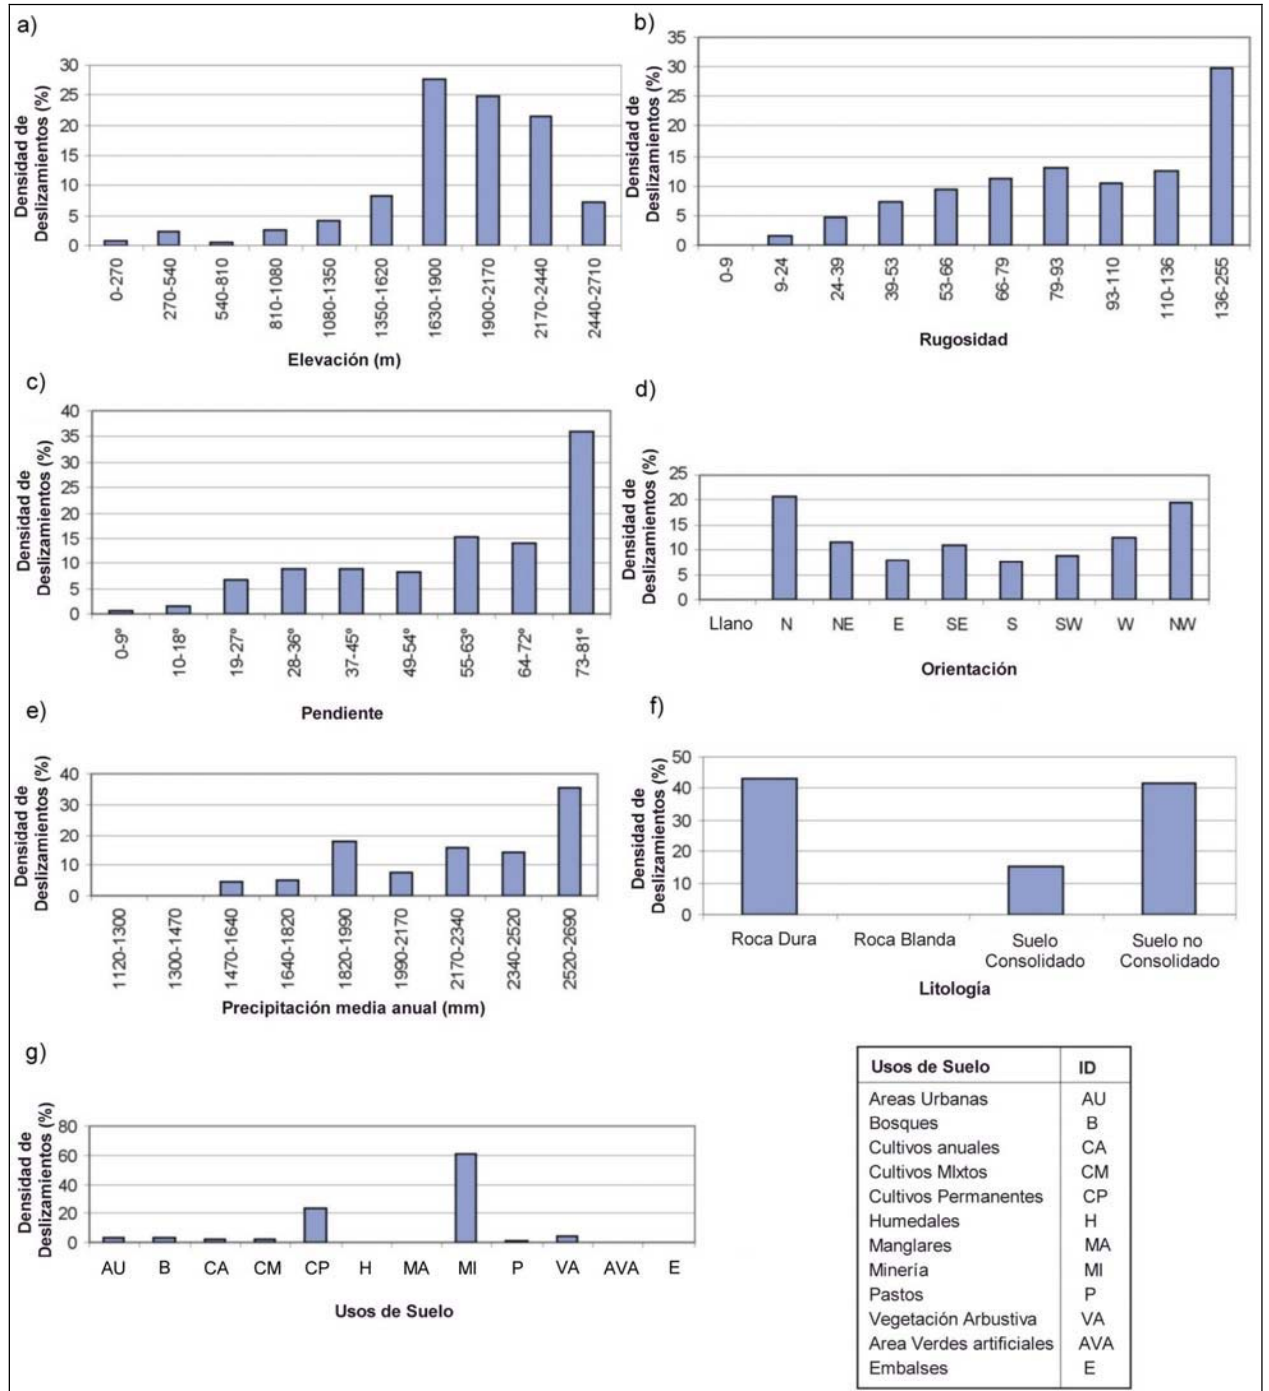 a)
Densidad de
Deslizamientos (%)
30
25
20
15
10
5
0
0-270
270-540
540-810
810-1080
1080-1350
1350-1620
1630-1900
1900-2170
2170-2440
2440-2710
Elevación (m)
b)
Densidad de
Deslizamientos (%)
35
30
25
20
15
10
5
0
0-9
9-24
24-39
39-53
53-66
66-79
79-93
93-110
110-136
136-255
Rugosidad
c)
Densidad de
Deslizamientos (%)
40
35
30
25
20
15
10
5
0
0-9º
10-18º
19-27º
28-36º
37-45º
49-54º
55-63º
64-72º
73-81º
Pendiente
d)
Densidad de
Deslizamientos (%)
25
20
15
10
5
0
Llano N NE E SE S SW W NW
Orientación
e)
Densidad de
Deslizamientos (%)
40
30
20
10
0
1120-1300
1300-1470
1470-1640
1640-1820
1820-1990
1990-2170
2170-2340
2340-2520
2520-2690
Precipitación media anual (mm)
f)
Densidad de
Deslizamientos (%)
50
40
30
20
10
0
Roca Dura
Roca Blanda
Suelo
Consolidado
Suelo no
Consolidado
Litología
g)
Densidad de
Deslizamientos (%)
80
60
40
20
0
AU B CA CM CP H MA MI P VA AVA E
Usos de Suelo
Usos de Suelo ID
Areas Urbanas AU
Bosques B
Cultivos anuales CA
Cultivos MIxtos CM
Cultivos Permanentes CP
Humedales H
Manglares MA
Minería MI
Pastos P
Vegetación Arbustiva VA
Area Verdes artificiales AVA
Embalses E